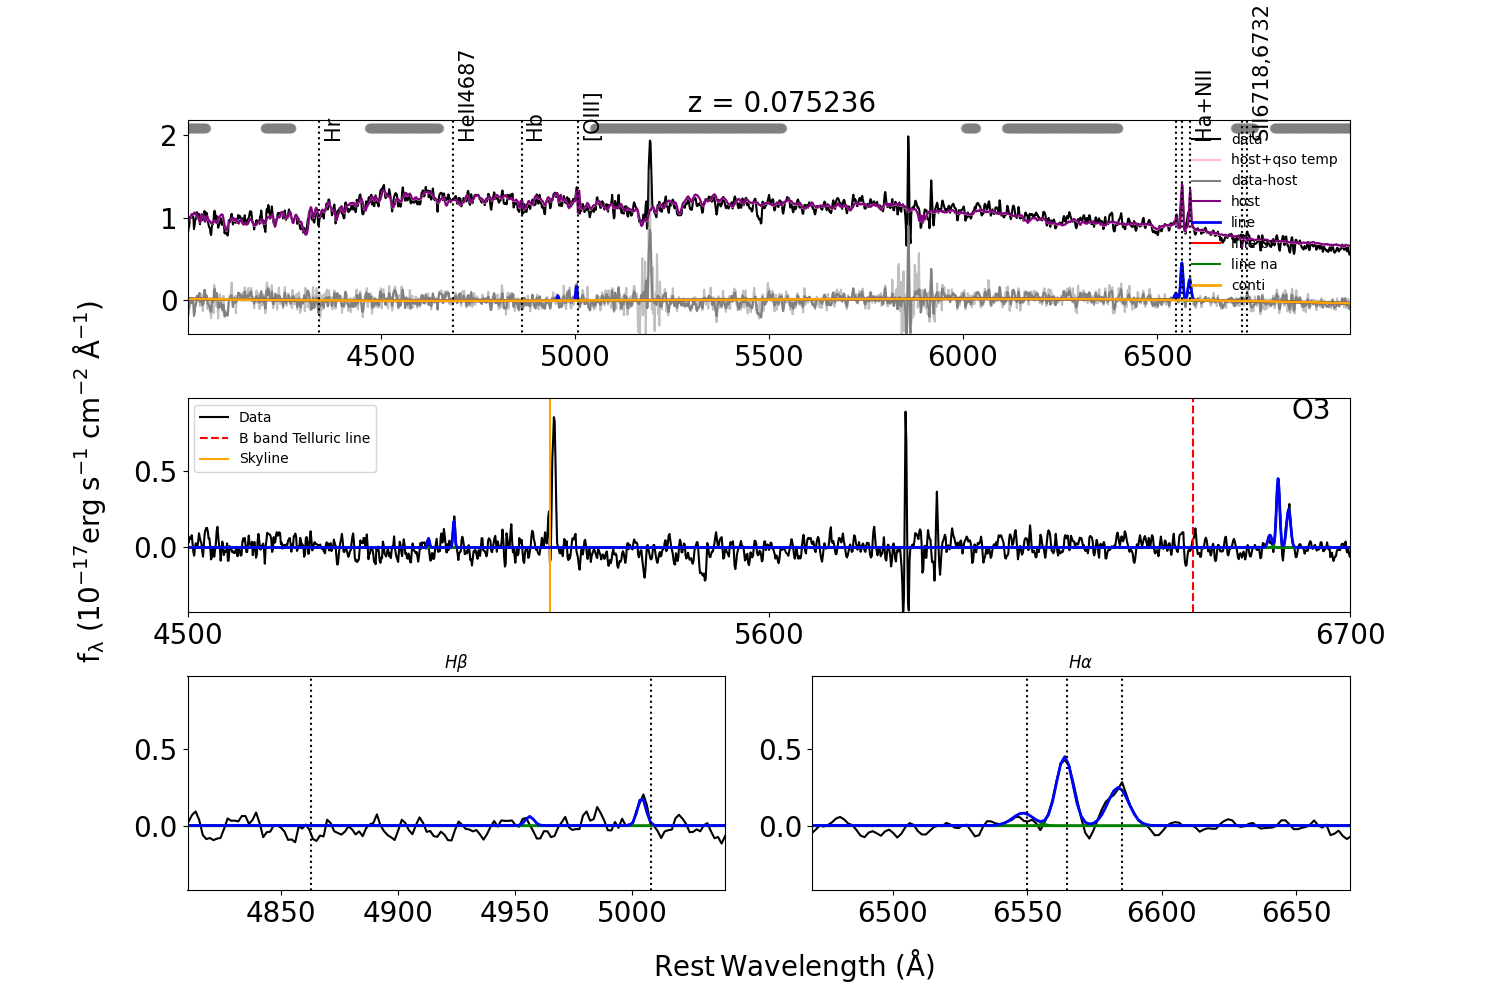 z = 0.075236
Hr
HeII4687
Hb
[OIII]
Ha+NII
SII6718,6732
2
1
0
data
host+qso temp
data-host
host
line
line na
conti
4500
5000
5500
6000
6500
O3
Data
B band Telluric line
Skyline
0.5
0.0
4500
5600
6700
fλ (10⁻¹⁷erg s⁻¹ cm⁻² Å⁻¹)
Hβ
0.5
0.0
4850
4900
4950
5000
Hα
0.5
0.0
6500
6550
6600
6650
Rest Wavelength (Å)